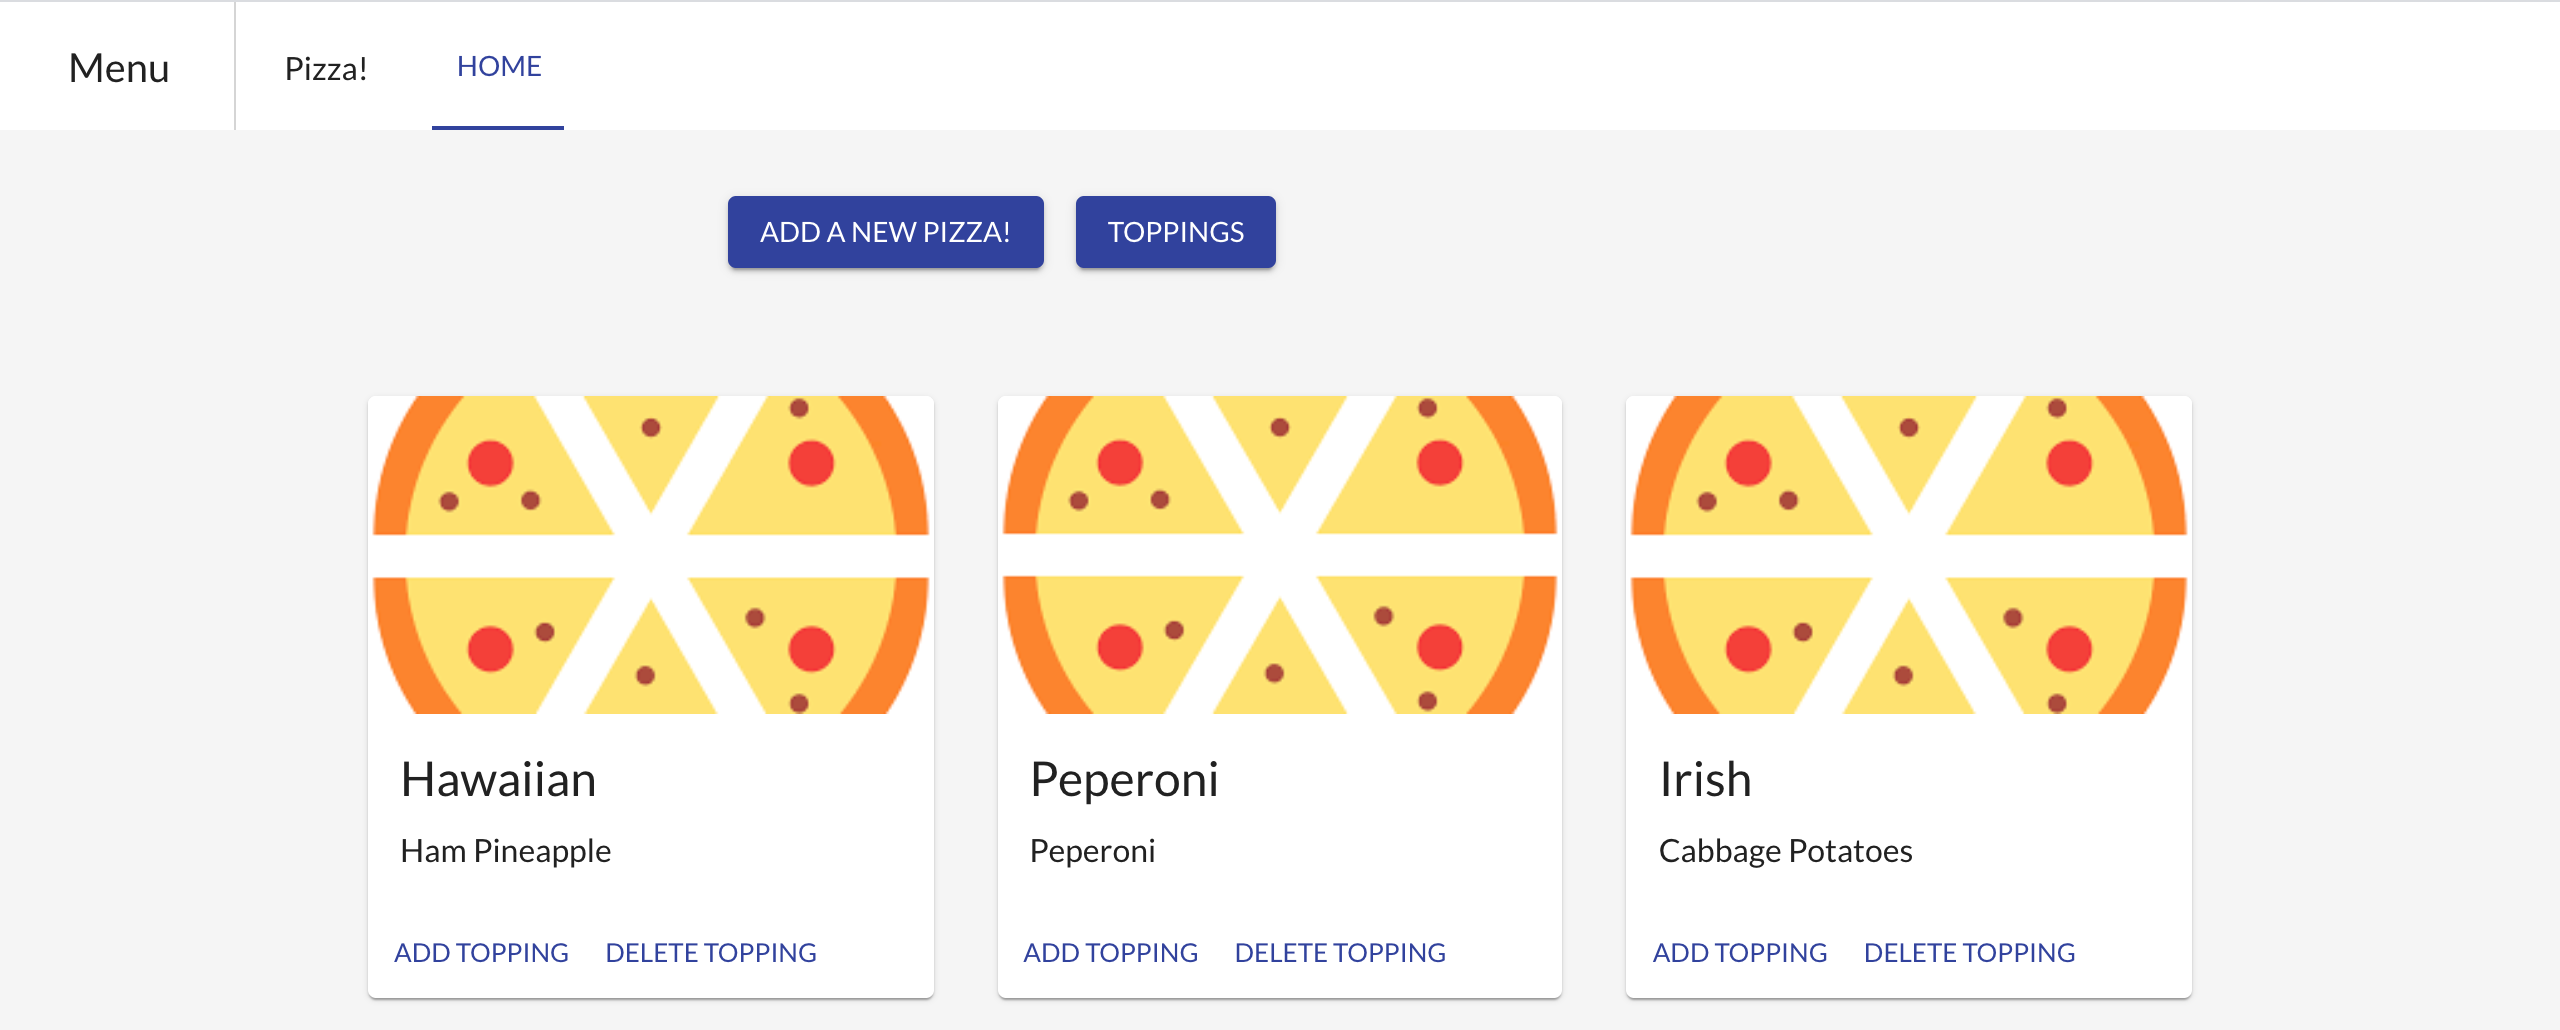 Menu
Pizza!
HOME
ADD A NEW PIZZA!
TOPPINGS
Hawaiian
Ham Pineapple
ADD TOPPING
DELETE TOPPING
Peperoni
Peperoni
ADD TOPPING
DELETE TOPPING
Irish
Cabbage Potatoes
ADD TOPPING
DELETE TOPPING